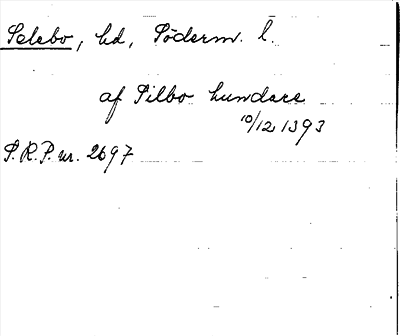 Selebo, hd, Söderm. l.
af Silbo hundare
10/12 1393
S.R.P. nr. 2697